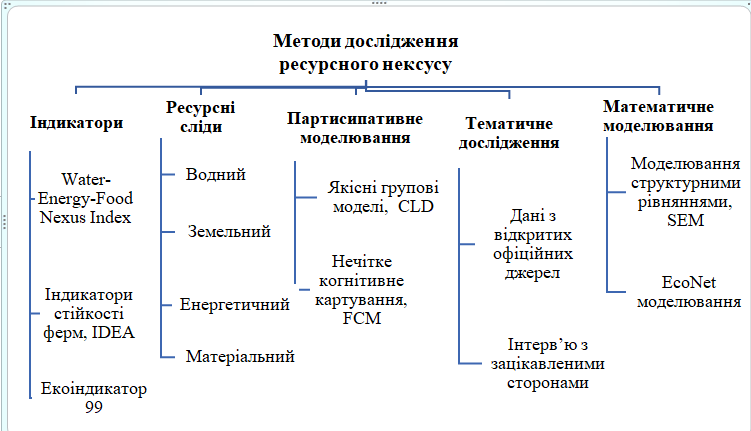 Методи дослідження
ресурсного нексусу
Індикатори
Water-
Energy-Food
Nexus Index
Індикатори
стійкості
ферм, IDEA
Екоіндикатор
99
Ресурсні
сліди
Водний
Земельний
Енергетичний
Матеріальний
Партисипативне
моделювання
Якісні групові
моделі, CLD
Нечітке
когнітивне
картування,
FCM
Тематичне
дослідження
Дані з
відкритих
офіційних
джерел
Інтерв’ю з
зацікавленими
сторонами
Математичне
моделювання
Моделювання
структурними
рівняннями,
SEM
EcoNet
моделювання